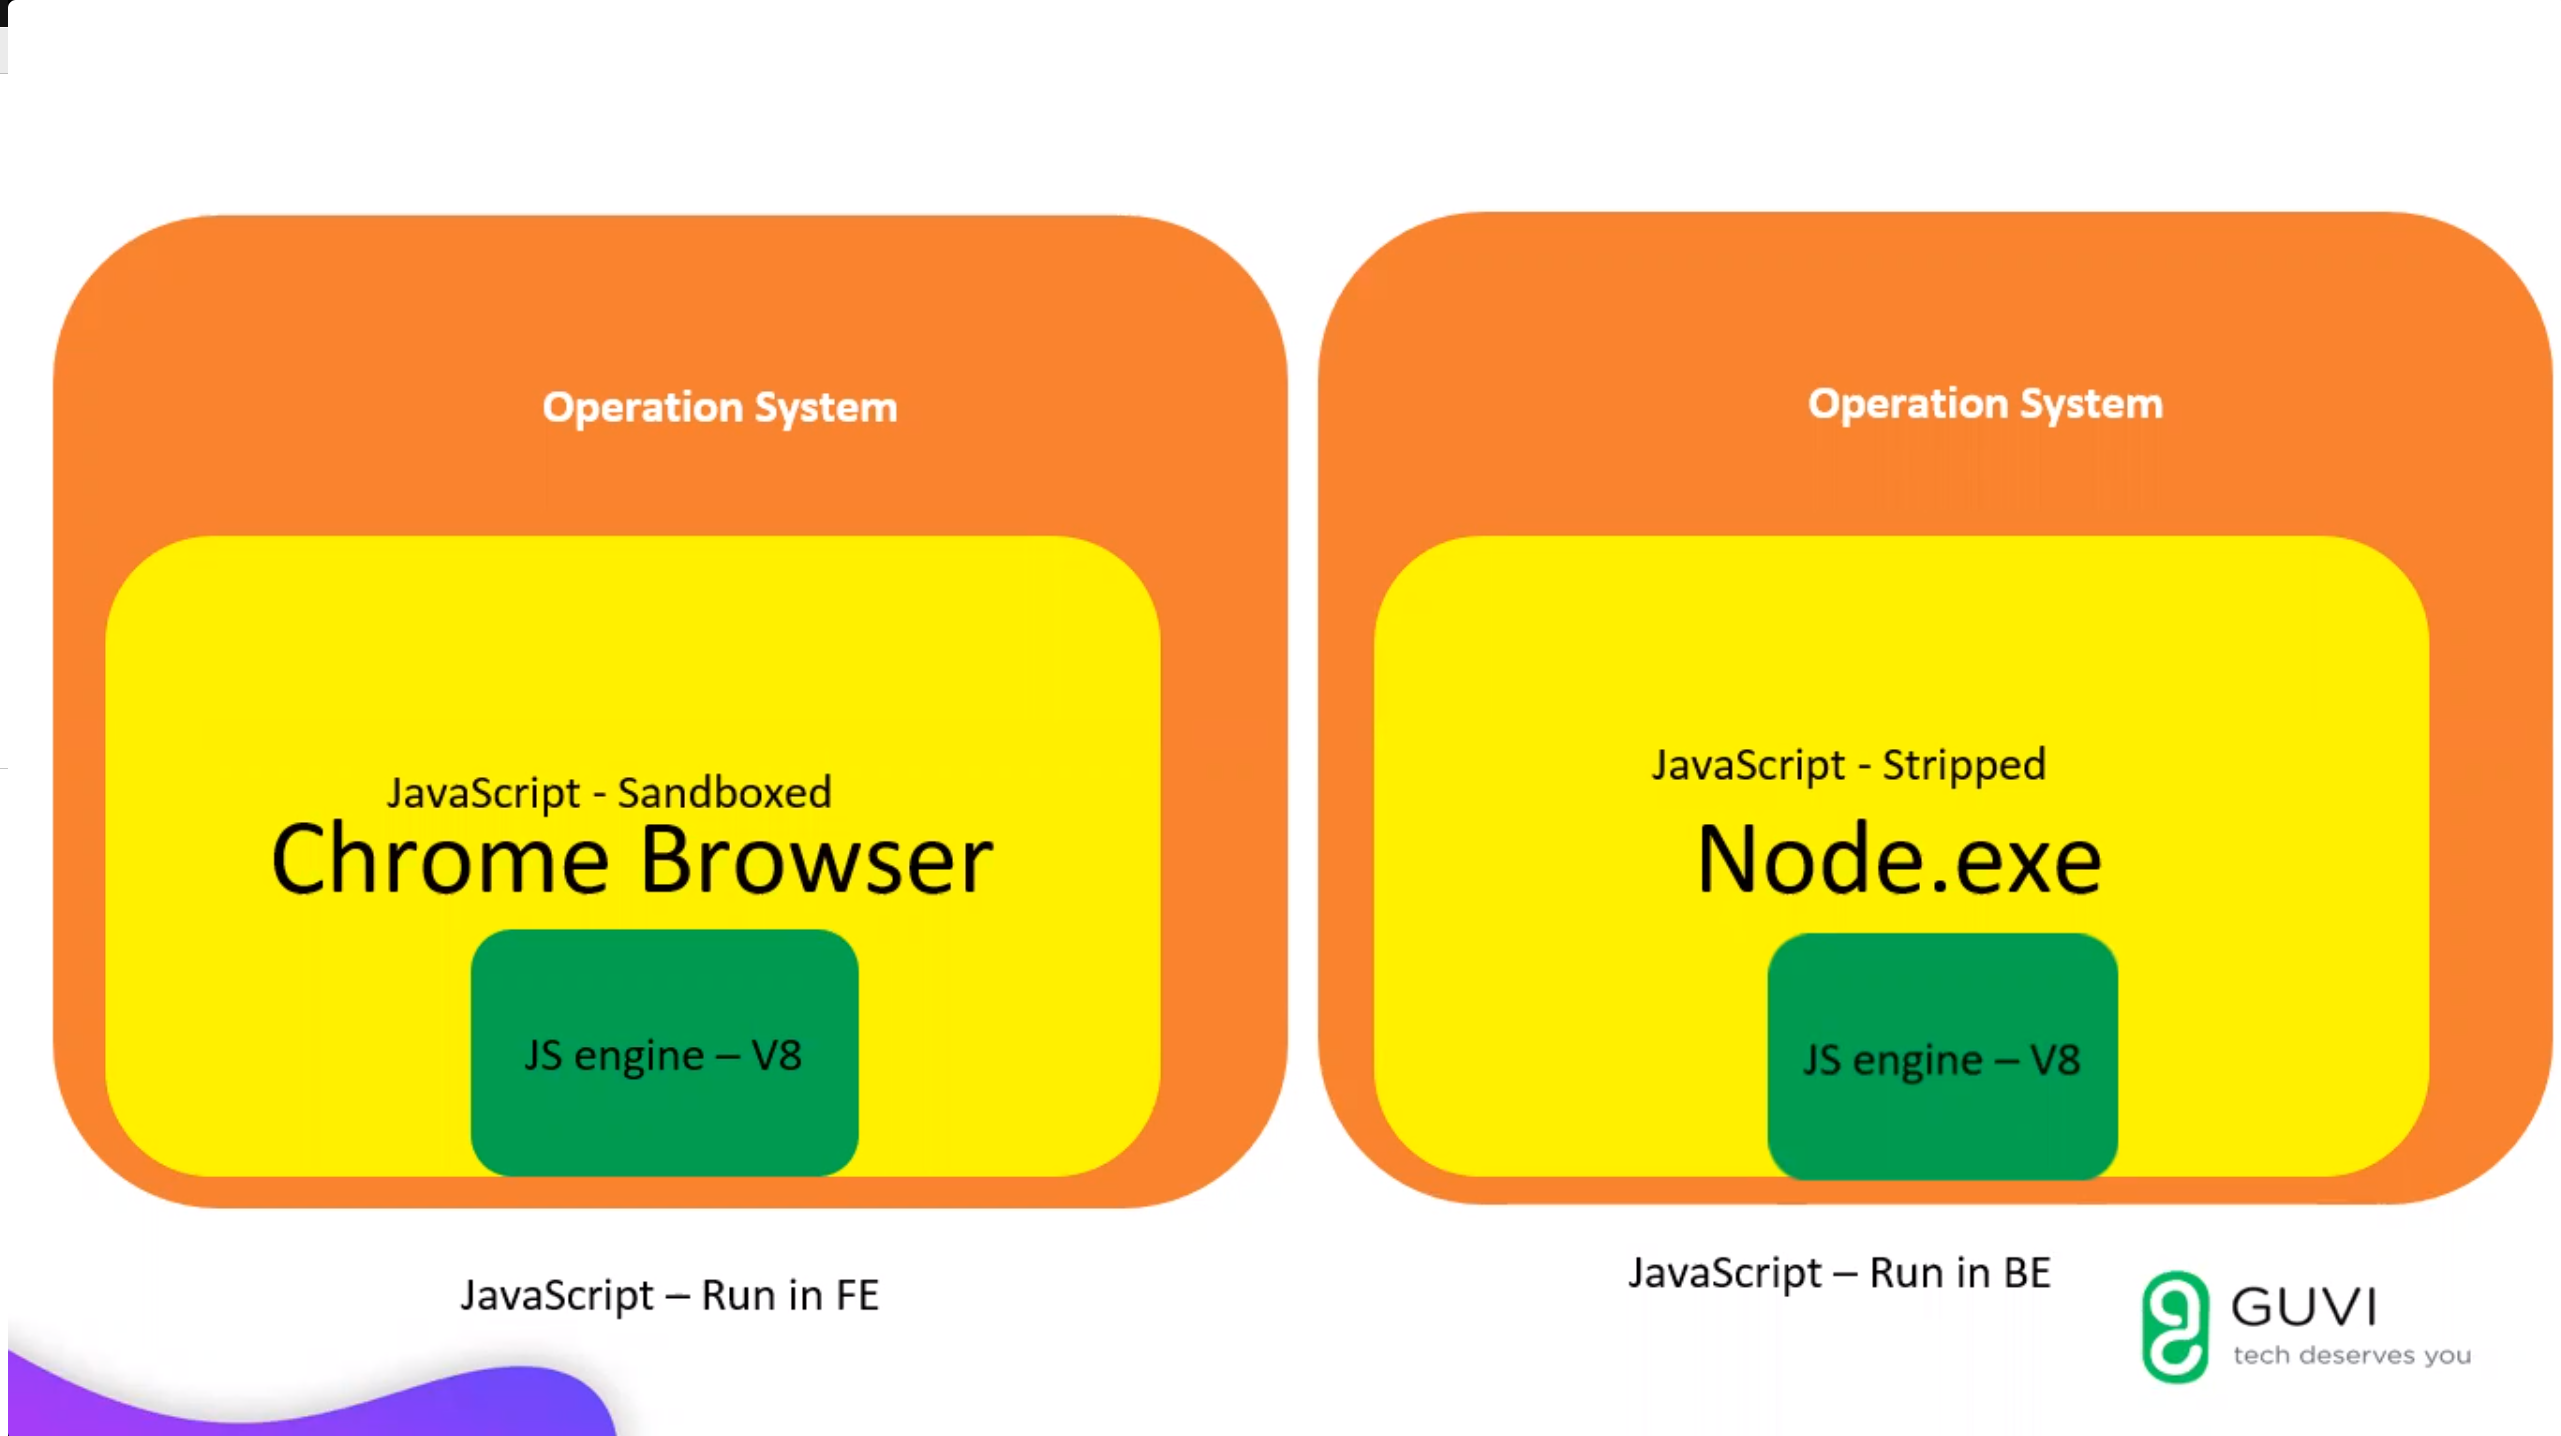 Operation System
JavaScript - Sandboxed
Chrome Browser
JS engine – V8
JavaScript – Run in FE
Operation System
JavaScript - Stripped
Node.exe
JS engine – V8
JavaScript – Run in BE
GUVI
tech deserves you